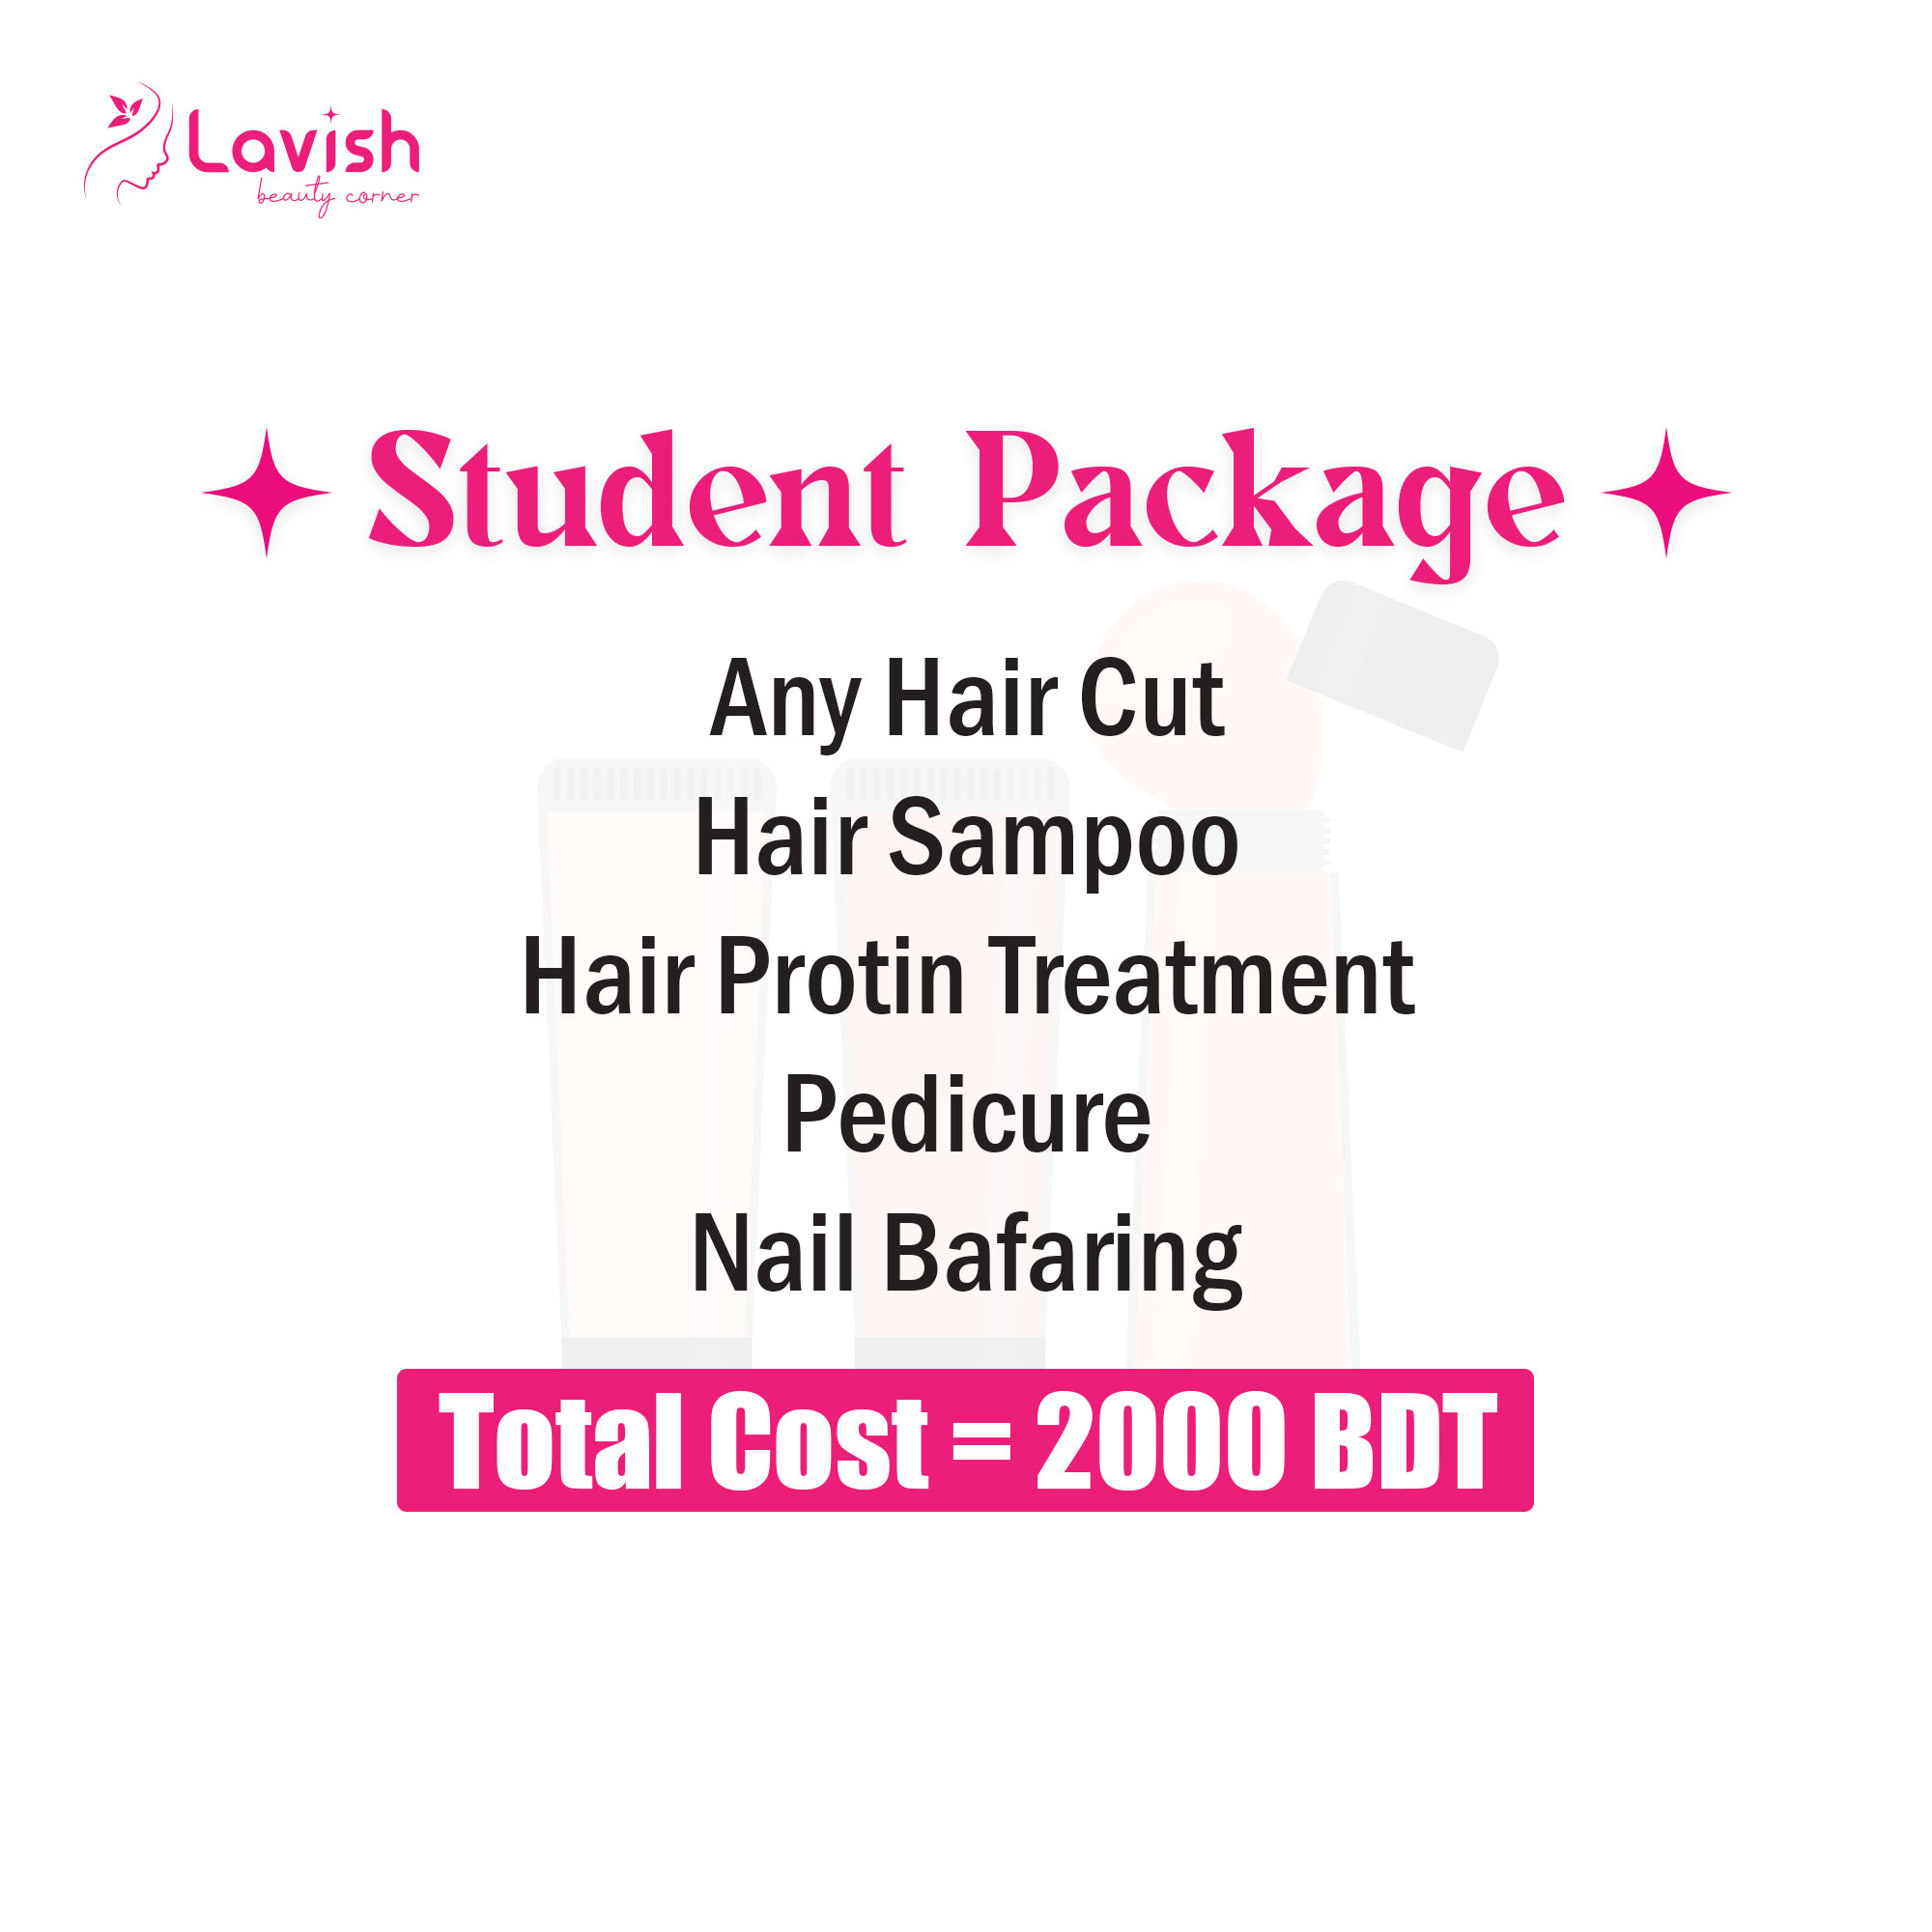 Lavish
beauty corner
Student Package
Any Hair Cut
Hair Sampoo
Hair Protin Treatment
Pedicure
Nail Bafaring
Total Cost = 2000 BDT